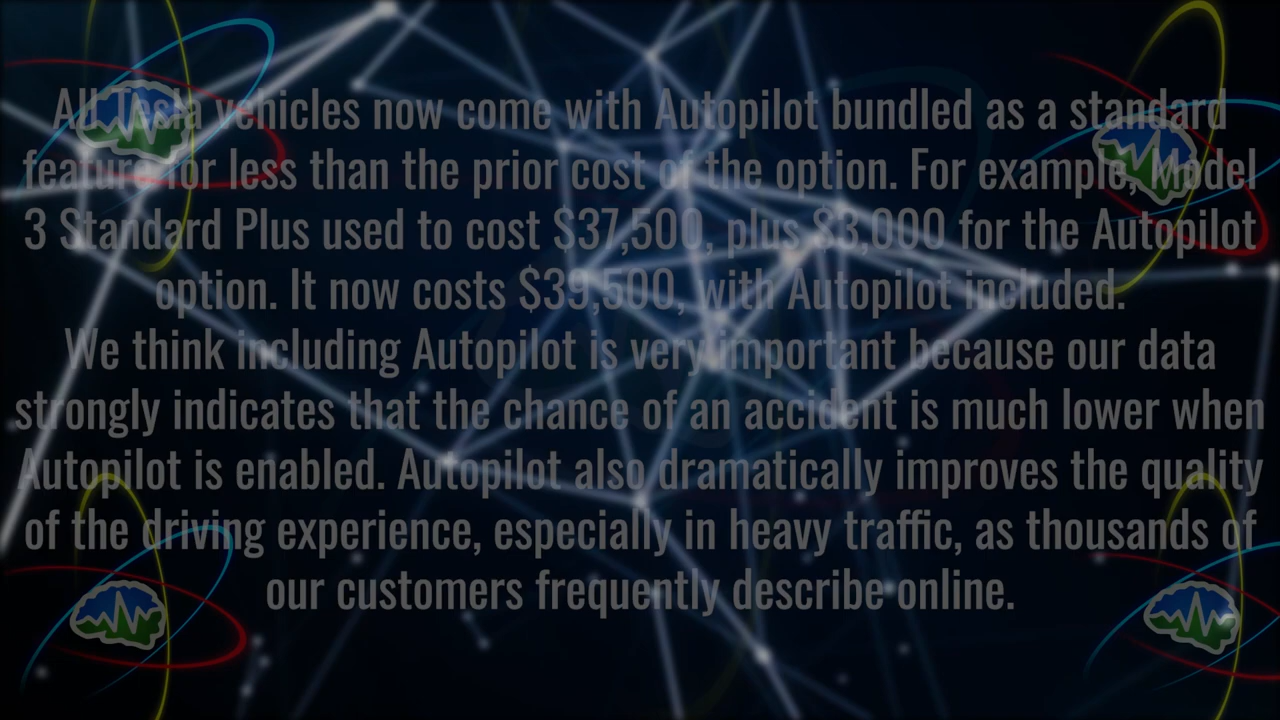 All Tesla vehicles now come with Autopilot bundled as a standard
feature for less than the prior cost of the option. For example, Model
3 Standard Plus used to cost $37,500, plus $3,000 for the Autopilot
option. It now costs $39,500, with Autopilot included.
We think including Autopilot is very important because our data
strongly indicates that the chance of an accident is much lower when
Autopilot is enabled. Autopilot also dramatically improves the quality
of the driving experience, especially in heavy traffic, as thousands of
our customers frequently describe online.